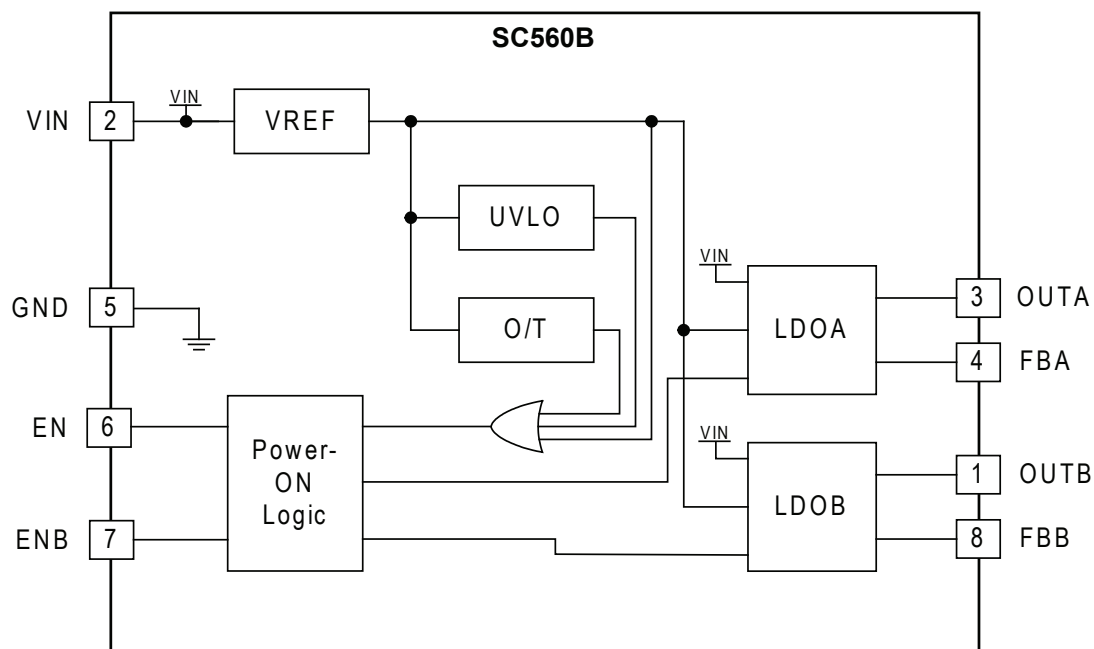 SC560B
VIN 2 VIN VREF
UVLO
GND 5 O/T
VIN LDOA 3 OUTA
4 FBA
EN 6 Power-
ON
Logic
ENB 7
VIN LDOB 1 OUTB
8 FBB